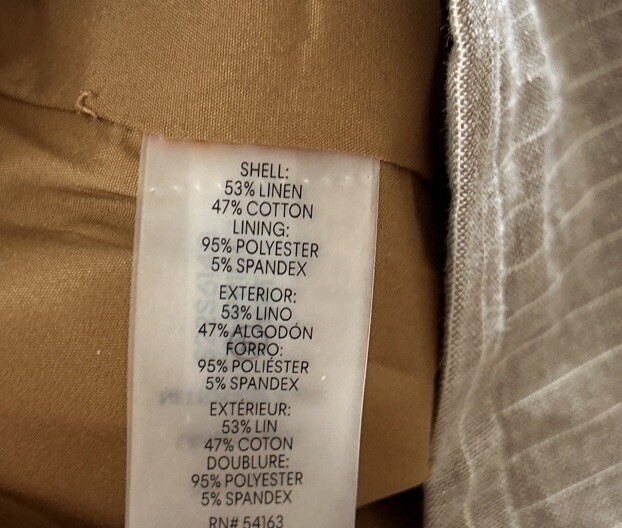 SHELL:
53% LINEN
47% COTTON
LINING:
95% POLYESTER
5% SPANDEX
EXTERIOR:
53% LINO
47% ALGODÓN
FORRO:
95% POLIÉSTER
5% SPANDEX
EXTÉRIEUR:
53% LIN
47% COTON
DOUBLURE:
95% POLYESTER
5% SPANDEX
RN# 54163